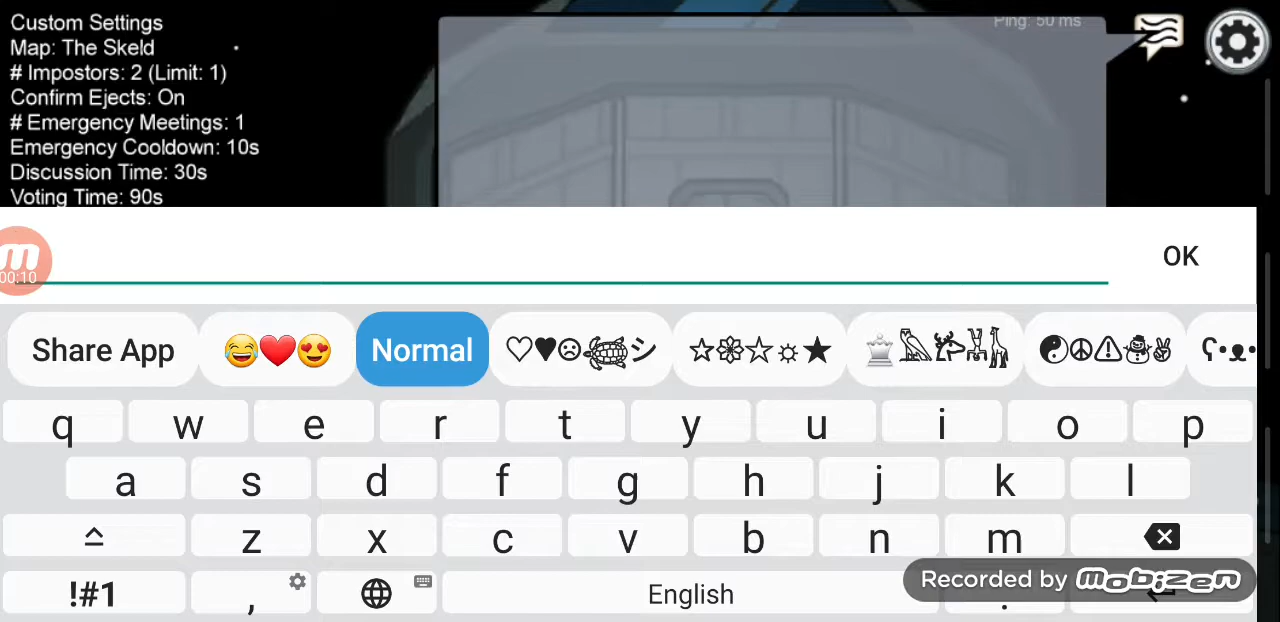 Custom Settings
Map: The Skeld
# Impostors: 2 (Limit: 1)
Confirm Ejects: On
# Emergency Meetings: 1
Emergency Cooldown: 10s
Discussion Time: 30s
Voting Time: 90s
Ping: 50 ms
m
00:10
OK
Share App 😂❤️😍 Normal ♡♥☹🐢シ ☆❀☆☼★ ☯☮⚠☃✌ ʕ•ᴥ•
q w e r t y u i o p
a s d f g h j k l
z x c v b n m
!#1 , English .
Recorded by mobizen